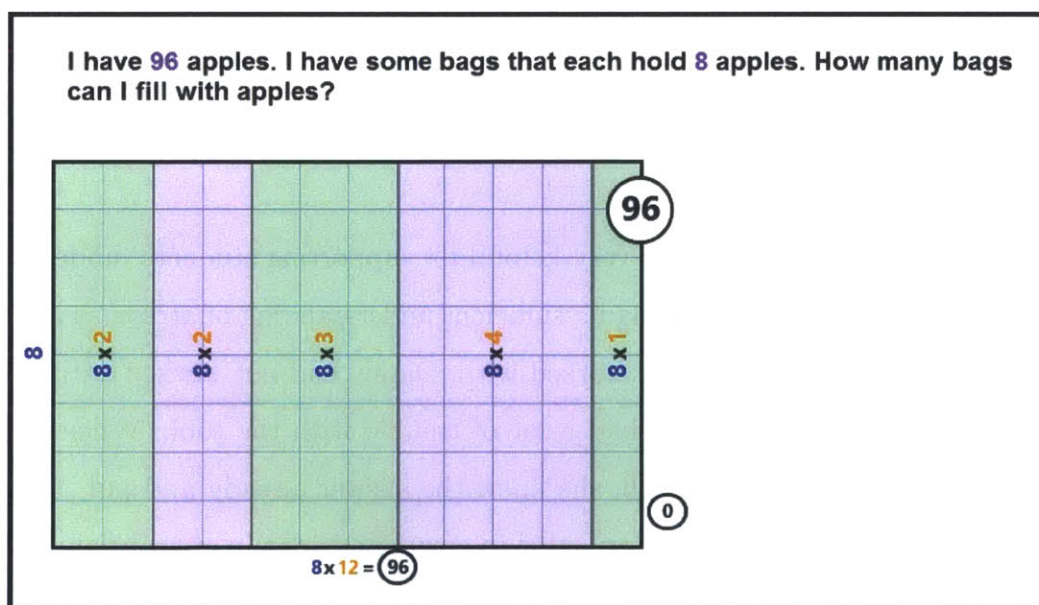 I have 96 apples. I have some bags that each hold 8 apples. How many bags
can I fill with apples?
96
8
8x2
8x2
8x3
8x4
8x1
0
8x12=96